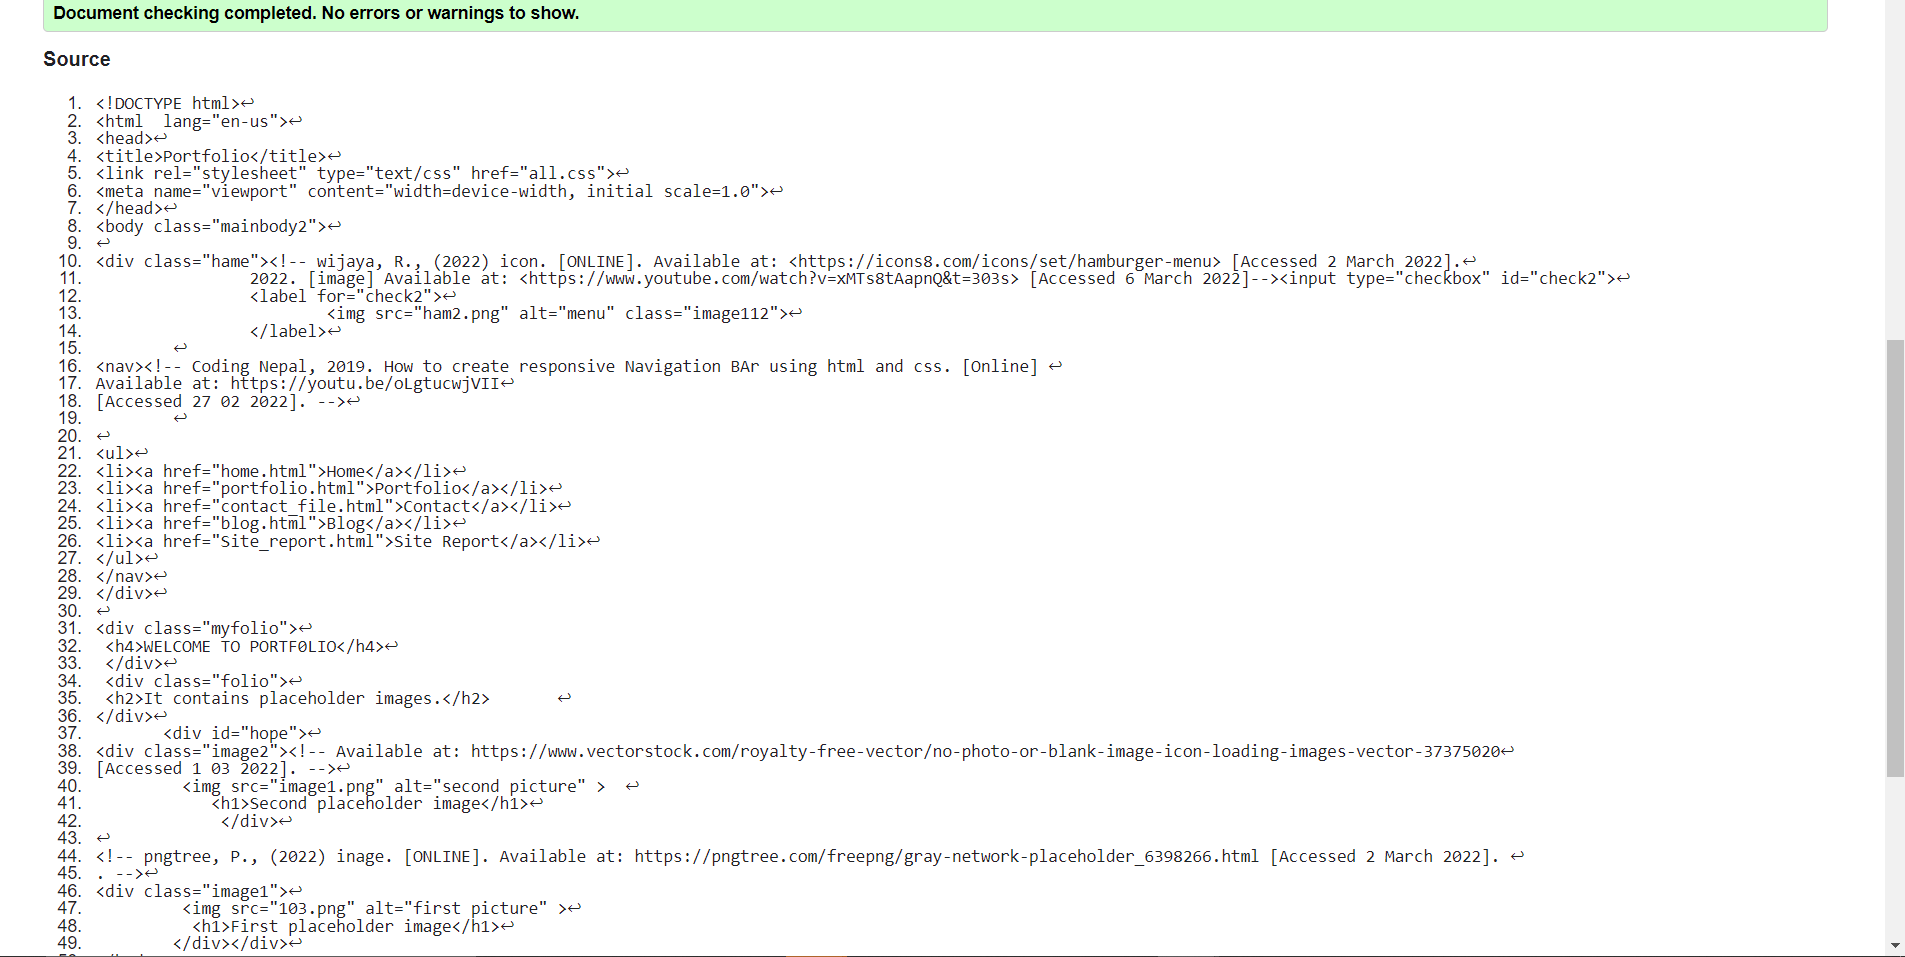 Document checking completed. No errors or warnings to show.
Source
1. <!DOCTYPE html>↩
2. <html  lang="en-us">↩
3. <head>↩
4. <title>Portfolio</title>↩
5. <link rel="stylesheet" type="text/css" href="all.css">↩
6. <meta name="viewport" content="width=device-width, initial scale=1.0">↩
7. </head>↩
8. <body class="mainbody2">↩
9. ↩
10. <div class="hame"><!-- wijaya, R., (2022) icon. [ONLINE]. Available at: <https://icons8.com/icons/set/hamburger-menu> [Accessed 2 March 2022].↩
11. 2022. [image] Available at: <https://www.youtube.com/watch?v=xMTs8tAapnQ&t=303s> [Accessed 6 March 2022]--><input type="checkbox" id="check2">↩
12. <label for="check2">↩
13. <img src="ham2.png" alt="menu" class="image112">↩
14. </label>↩
15. ↩
16. <nav><!-- Coding Nepal, 2019. How to create responsive Navigation BAr using html and css. [Online] ↩
17. Available at: https://youtu.be/oLgtucwjVII↩
18. [Accessed 27 02 2022]. -->↩
19. ↩
20. ↩
21. <ul>↩
22. <li><a href="home.html">Home</a></li>↩
23. <li><a href="portfolio.html">Portfolio</a></li>↩
24. <li><a href="contact_file.html">Contact</a></li>↩
25. <li><a href="blog.html">Blog</a></li>↩
26. <li><a href="Site_report.html">Site Report</a></li>↩
27. </ul>↩
28. </nav>↩
29. </div>↩
30. ↩
31. <div class="myfolio">↩
32. <h4>WELCOME TO PORTF0LIO</h4>↩
33. </div>↩
34. <div class="folio">↩
35. <h2>It contains placeholder images.</h2> ↩
36. </div>↩
37. <div id="hope">↩
38. <div class="image2"><!-- Available at: https://www.vectorstock.com/royalty-free-vector/no-photo-or-blank-image-icon-loading-images-vector-37375020↩
39. [Accessed 1 03 2022]. -->↩
40. <img src="image1.png" alt="second picture" > ↩
41. <h1>Second placeholder image</h1>↩
42. </div>↩
43. ↩
44. <!-- pngtree, P., (2022) inage. [ONLINE]. Available at: https://pngtree.com/freepng/gray-network-placeholder_6398266.html [Accessed 2 March 2022]. ↩
45. . -->↩
46. <div class="image1">↩
47. <img src="103.png" alt="first picture" >↩
48. <h1>First placeholder image</h1>↩
49. </div></div>↩